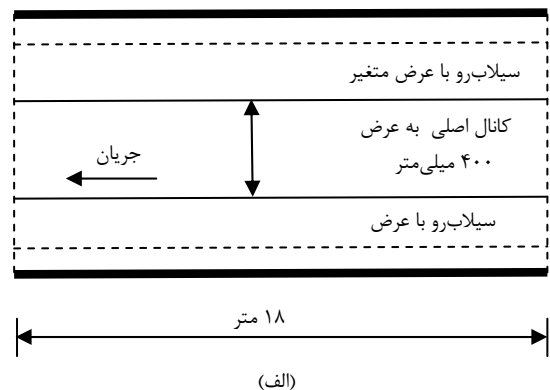 سیلاب‌رو با عرض متغیر
کانال اصلی به عرض
۴۰۰ میلی‌متر
جریان
سیلاب‌رو با عرض
۱۸ متر
(الف)